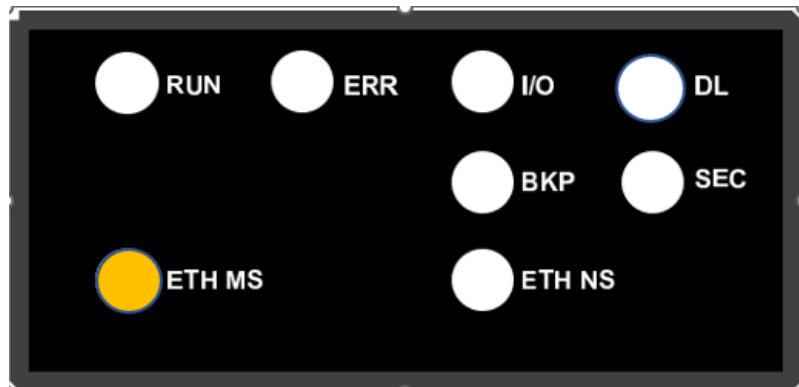 RUN ERR I/O DL
BKP SEC
ETH MS ETH NS